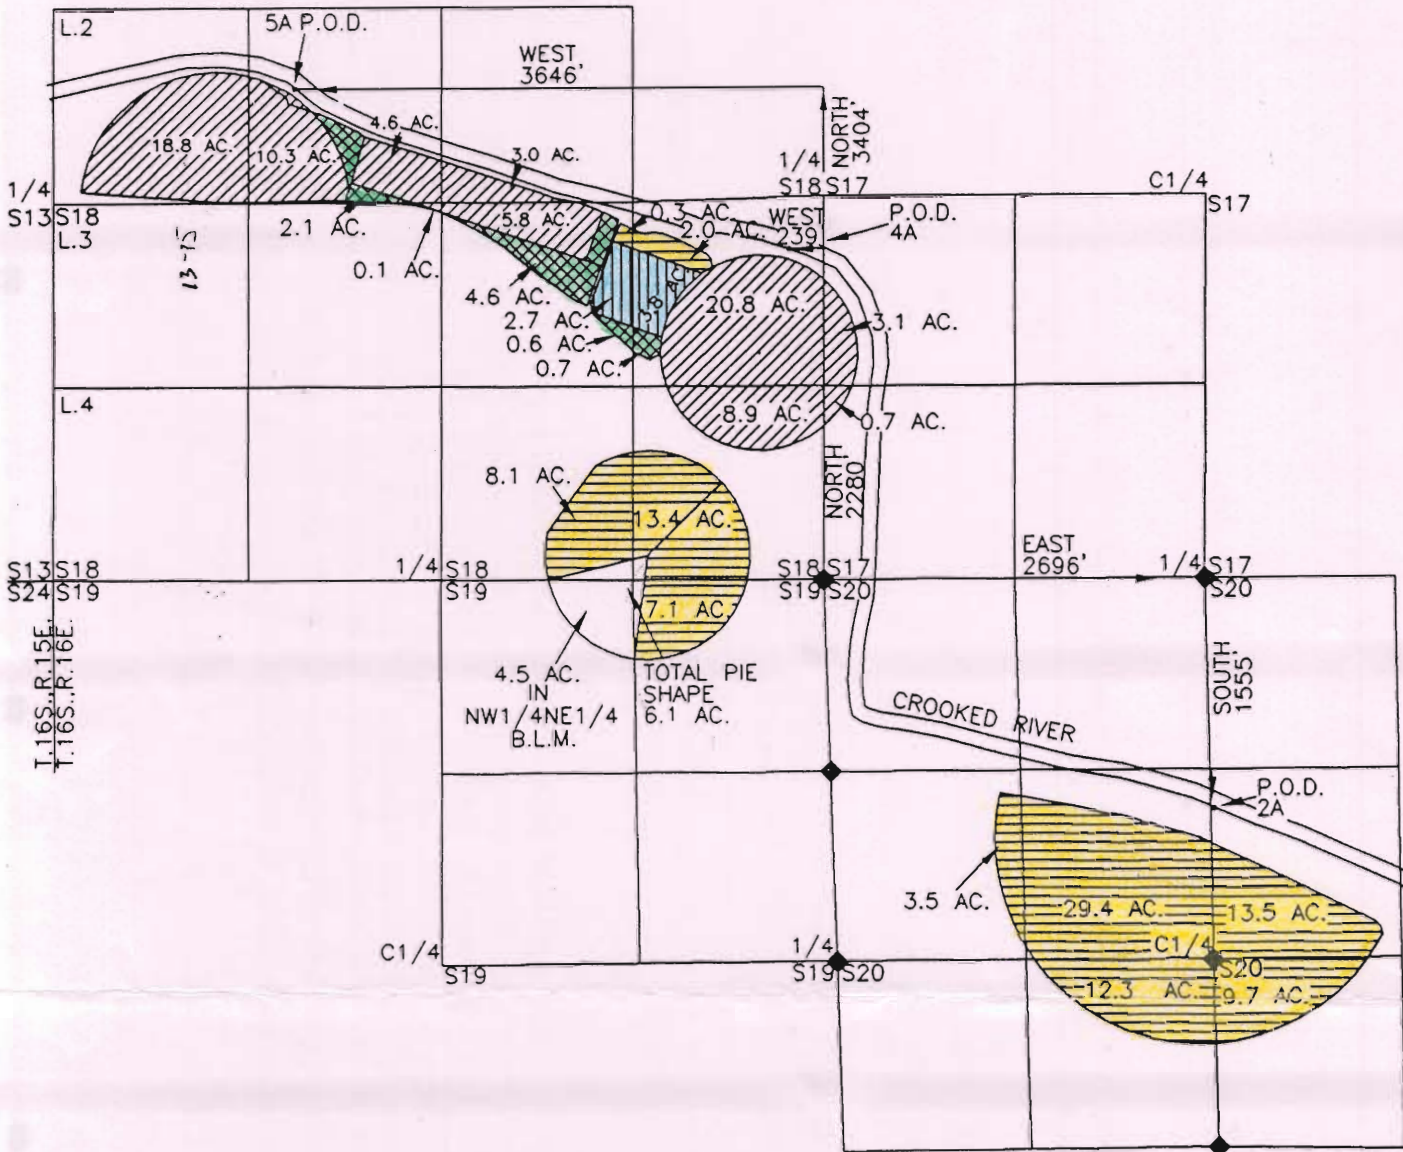 L.2
5A P.O.D.
WEST,
3646'
4.6 AC.
18.8 AC.
10.3 AC.
3.0 AC.
NORTH
3404'
1/4
S18 S17
C1/4
S17
1/4
S13 S18
L.3
2.1 AC.
13-15
0.1 AC.
5.8 AC.
0.3 AC.
2.0 AC.
WEST
239'
P.O.D.
4A
4.6 AC.
2.7 AC.
0.6 AC.
0.7 AC.
20.8 AC.
3.1 AC.
L.4
8.9 AC.
0.7 AC.
8.1 AC.
13.4 AC.
NORTH
2280
EAST
2696'
S13 S18
S24 S19
1/4 S18
S19
S18 S17
S19 S20
1/4 S17
S20
7.1 AC.
T.16S.,R.15E.
T.16S.,R.16E.
4.5 AC.
IN
NW1/4NE1/4
B.L.M.
TOTAL PIE
SHAPE
6.1 AC.
SOUTH
1555'
CROOKED RIVER
P.O.D.
2A
3.5 AC.
29.4 AC.
13.5 AC.
C1/4
S19
1/4
S19 S20
C1/4
S20
12.3 AC.
9.7 AC.